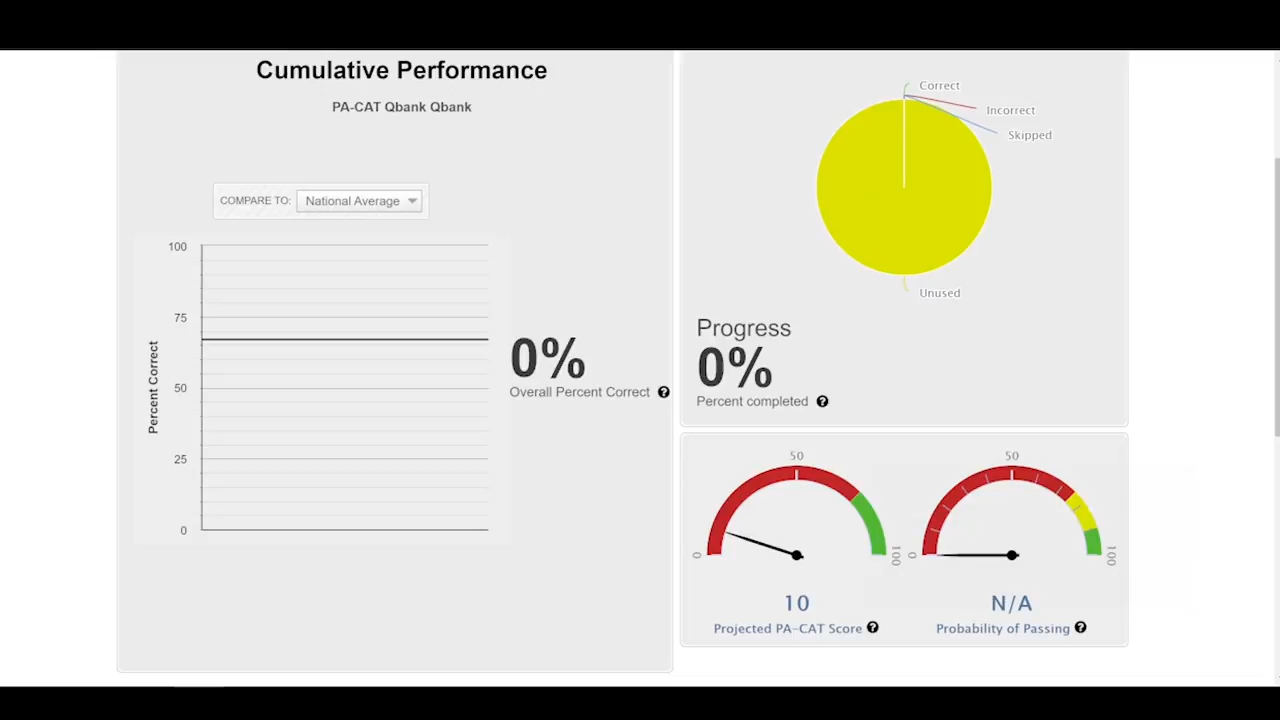 Cumulative Performance
PA-CAT Qbank Qbank
COMPARE TO: National Average
100
75
50
25
0
Percent Correct
0%
Overall Percent Correct ?
Correct
Incorrect
Skipped
Unused
Progress
0%
Percent completed ?
0
50
100
10
Projected PA-CAT Score ?
0
50
100
N/A
Probability of Passing ?